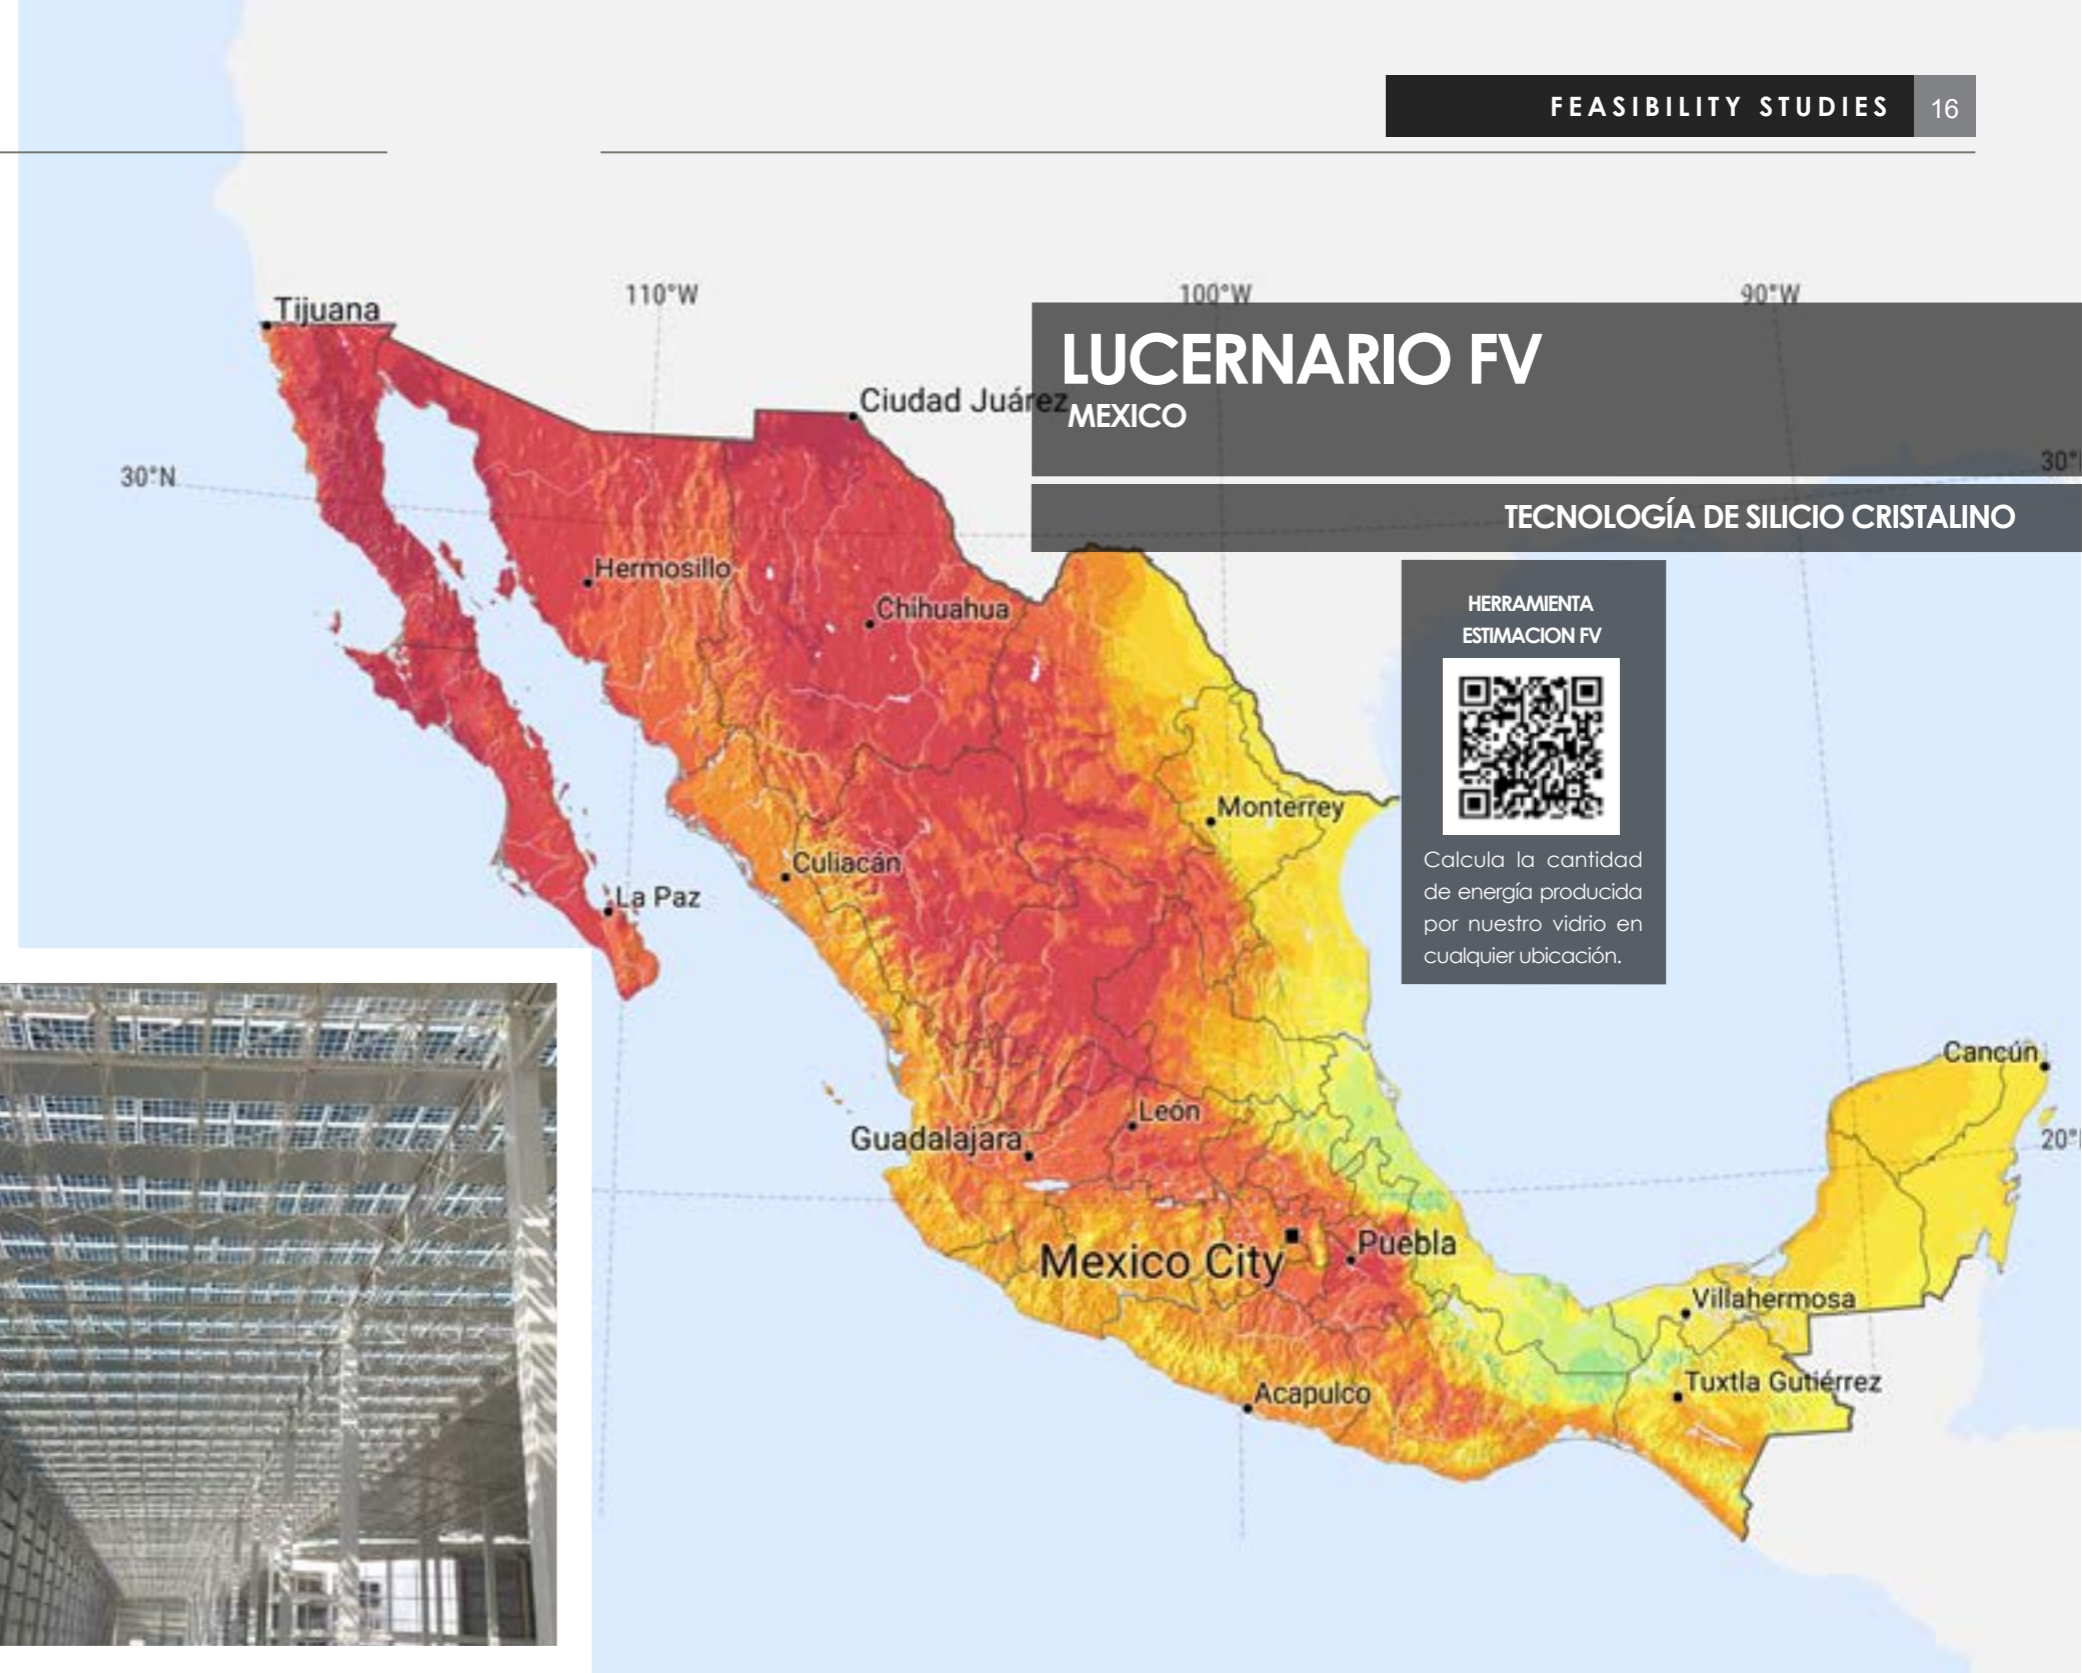 FEASIBILITY STUDIES 16
110°W 100°W 90°W
Tijuana
LUCERNARIO FV
Ciudad Juárez
MEXICO
30°N
30°
TECNOLOGÍA DE SILICIO CRISTALINO
Hermosillo
Chihuahua
HERRAMIENTA
ESTIMACION FV
Monterrey
Culiacán
Calcula la cantidad
de energía producida
por nuestro vidrio en
cualquier ubicación.
La Paz
Cancún
León
Guadalajara
20°
Mexico City
Puebla
Villahermosa
Tuxtla Gutiérrez
Acapulco